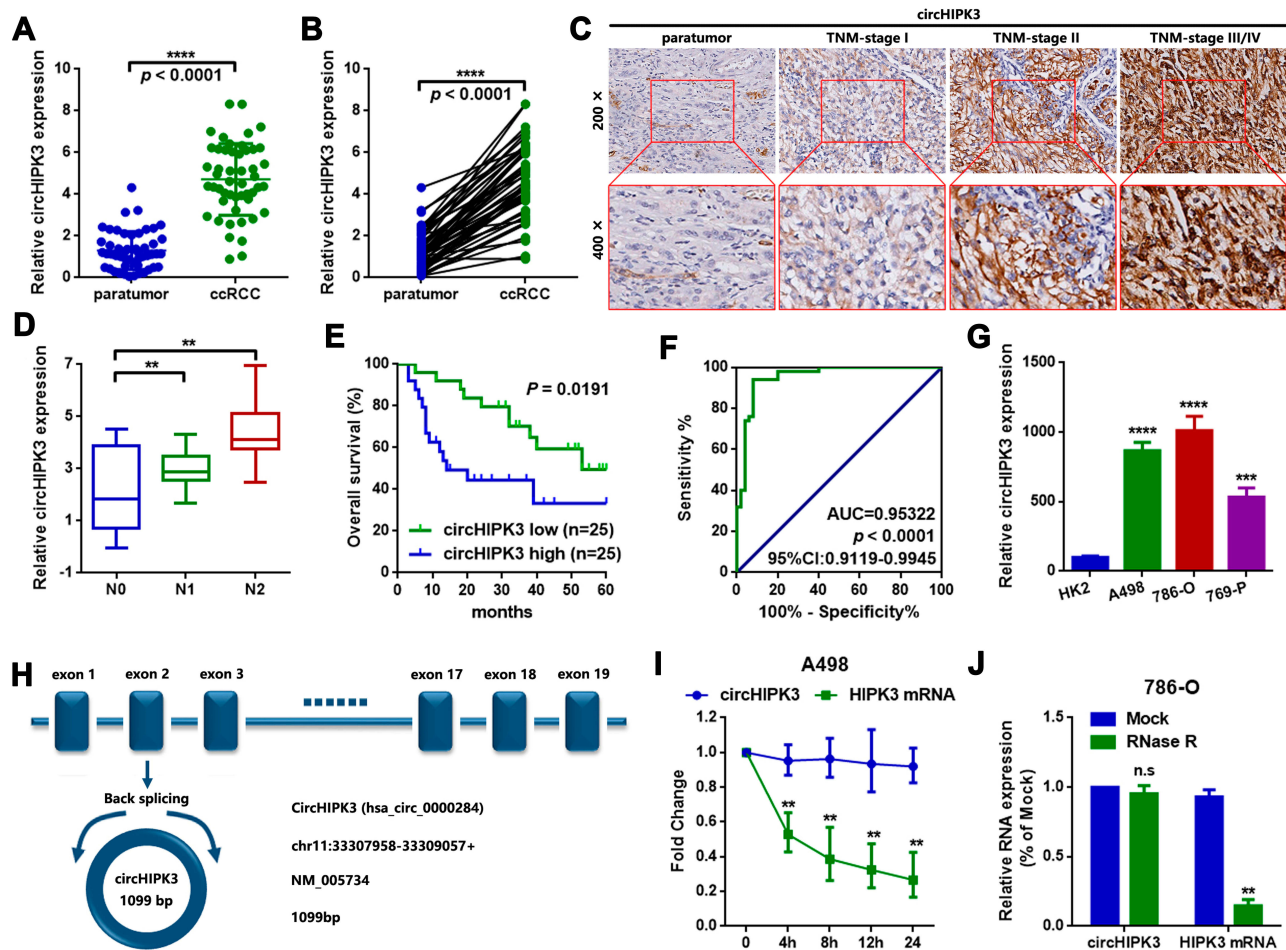 A
Relative circHIPK3 expression
10
8
6
4
2
0
****
p < 0.0001
paratumor
ccRCC
B
Relative circHIPK3 expression
10
8
6
4
2
0
****
p < 0.0001
paratumor
ccRCC
C
circHIPK3
paratumor
TNM-stage I
TNM-stage II
TNM-stage III/IV
200 ×
400 ×
D
Relative circHIPK3 expression
7
5
3
1
-1
**
**
N0
N1
N2
E
Overall survival (%)
100
80
60
40
20
0
P = 0.0191
circHIPK3 low (n=25)
circHIPK3 high (n=25)
0 10 20 30 40 50 60
months
F
Sensitivity %
100
80
60
40
20
0
AUC=0.95322
p < 0.0001
95%CI:0.9119-0.9945
0 20 40 60 80 100
100% - Specificity%
G
Relative circHIPK3 expression
1500
1000
500
0
****
****
***
HK2
A498
786-O
769-P
H
exon 1
exon 2
exon 3
exon 17
exon 18
exon 19
Back splicing
circHIPK3
1099 bp
CircHIPK3 (hsa_circ_0000284)
chr11:33307958-33309057+
NM_005734
1099bp
I
A498
circHIPK3
HIPK3 mRNA
Fold Change
1.2
1.0
0.8
0.6
0.4
0.2
0.0
**
**
**
**
0 4h 8h 12h 24
J
786-O
Mock
RNase R
Relative RNA expression
(% of Mock)
1.5
1.0
0.5
0.0
n.s
**
circHIPK3
HIPK3 mRNA